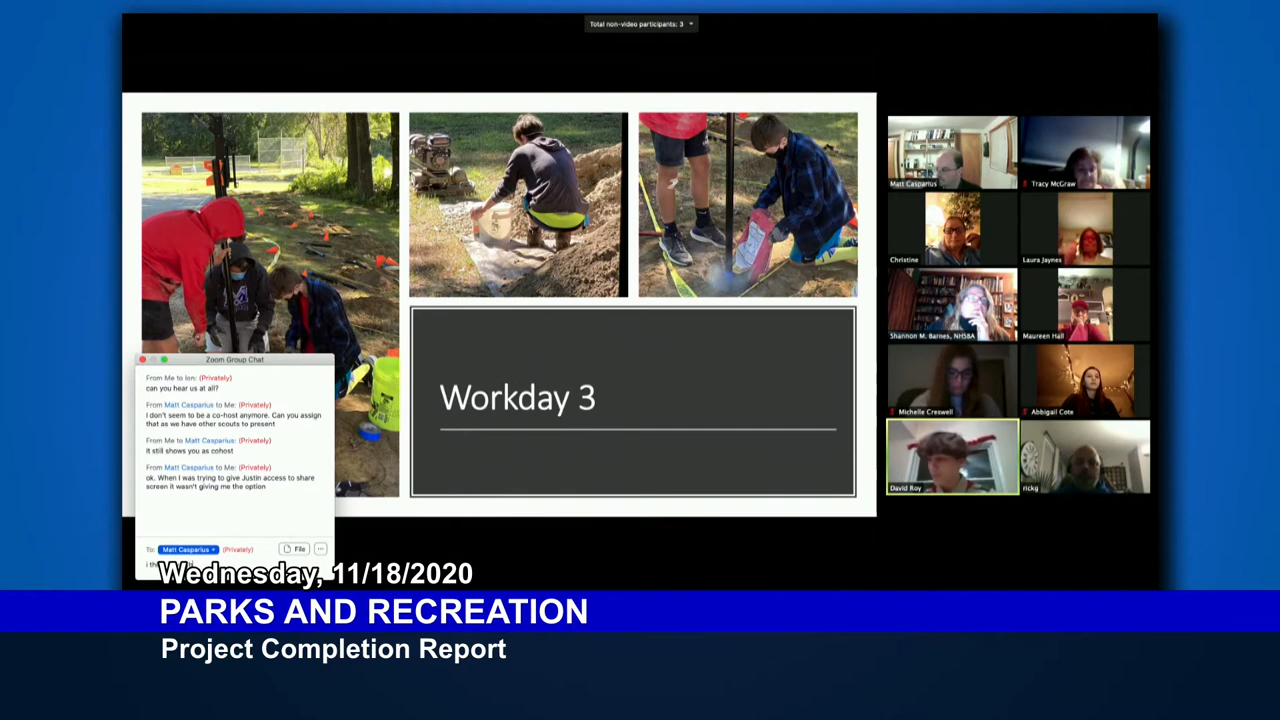 Total non-video participants: 3
Workday 3
Zoom Group Chat
From Me to Ion: (Privately)
can you hear us at all?
From Matt Casparius to Me: (Privately)
I don't seem to be a co-host anymore. Can you assign
that as we have other scouts to present
From Me to Matt Casparius: (Privately)
it still shows you as cohost
From Matt Casparius to Me: (Privately)
ok. When I was trying to give Justin access to share
screen it wasn't giving me the option
To: Matt Casparius (Privately)
File
Matt Casparius
Tracy McGraw
Christine
Laura Jaynes
Shannon M. Barnes, NHSBA
Maureen Hall
Michelle Creswell
Abbigail Cote
David Roy
rickg
Wednesday, 11/18/2020
PARKS AND RECREATION
Project Completion Report